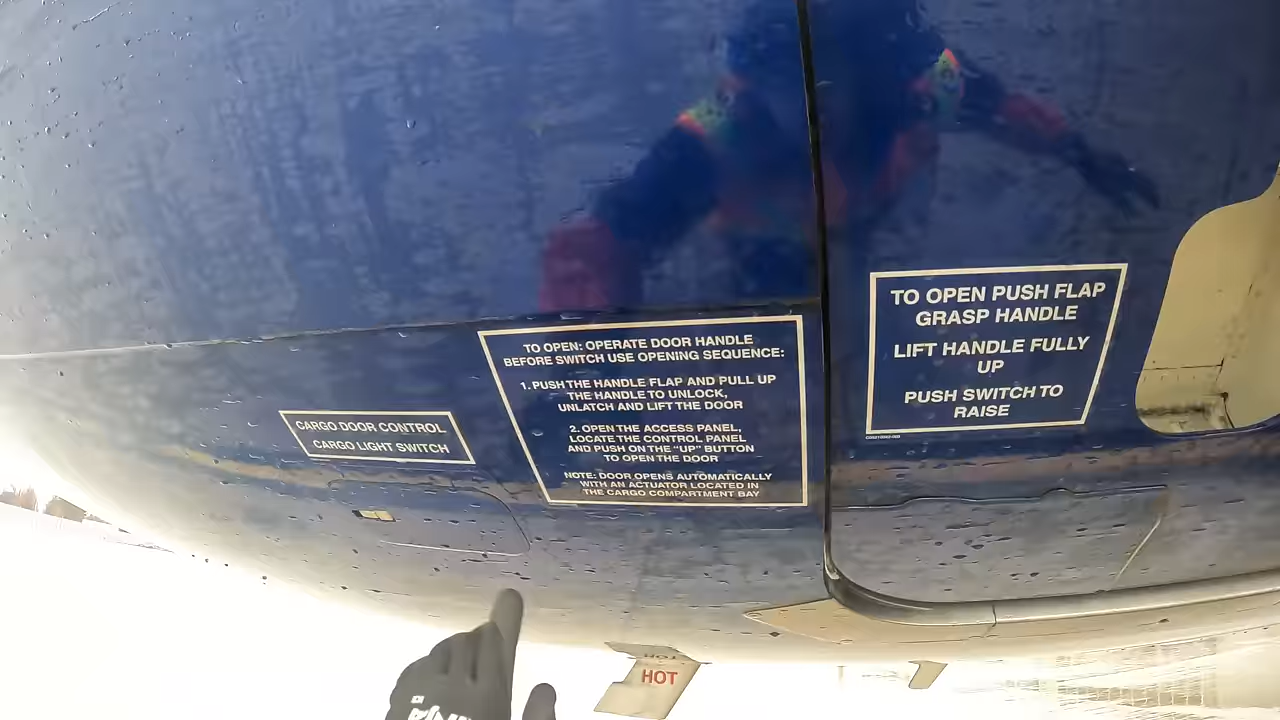 CARGO DOOR CONTROL
CARGO LIGHT SWITCH
TO OPEN: OPERATE DOOR HANDLE
BEFORE SWITCH USE OPENING SEQUENCE:
1. PUSH THE HANDLE FLAP AND PULL UP
THE HANDLE TO UNLOCK,
UNLATCH AND LIFT THE DOOR
2. OPEN THE ACCESS PANEL,
LOCATE THE CONTROL PANEL
AND PUSH ON THE "UP" BUTTON
TO OPEN THE DOOR
NOTE: DOOR OPENS AUTOMATICALLY
WITH AN ACTUATOR LOCATED IN
THE CARGO COMPARTMENT BAY
TO OPEN PUSH FLAP
GRASP HANDLE
LIFT HANDLE FULLY
UP
PUSH SWITCH TO
RAISE
HOT